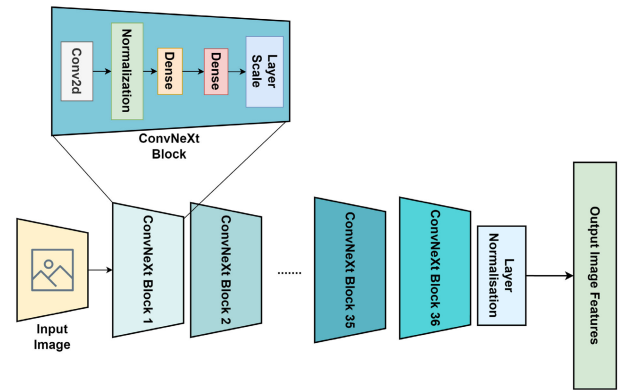 Conv2d
Normalization
Dense
Dense
Layer
Scale
ConvNeXt
Block
Input
Image
ConvNeXt Block 1
ConvNeXt Block 2
.......
ConvNeXt Block 35
ConvNeXt Block 36
Layer
Normalisation
Output Image Features